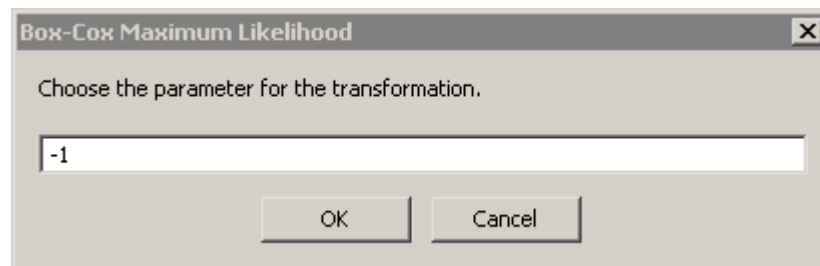 Box-Cox Maximum Likelihood
Choose the parameter for the transformation.
-1
OK Cancel